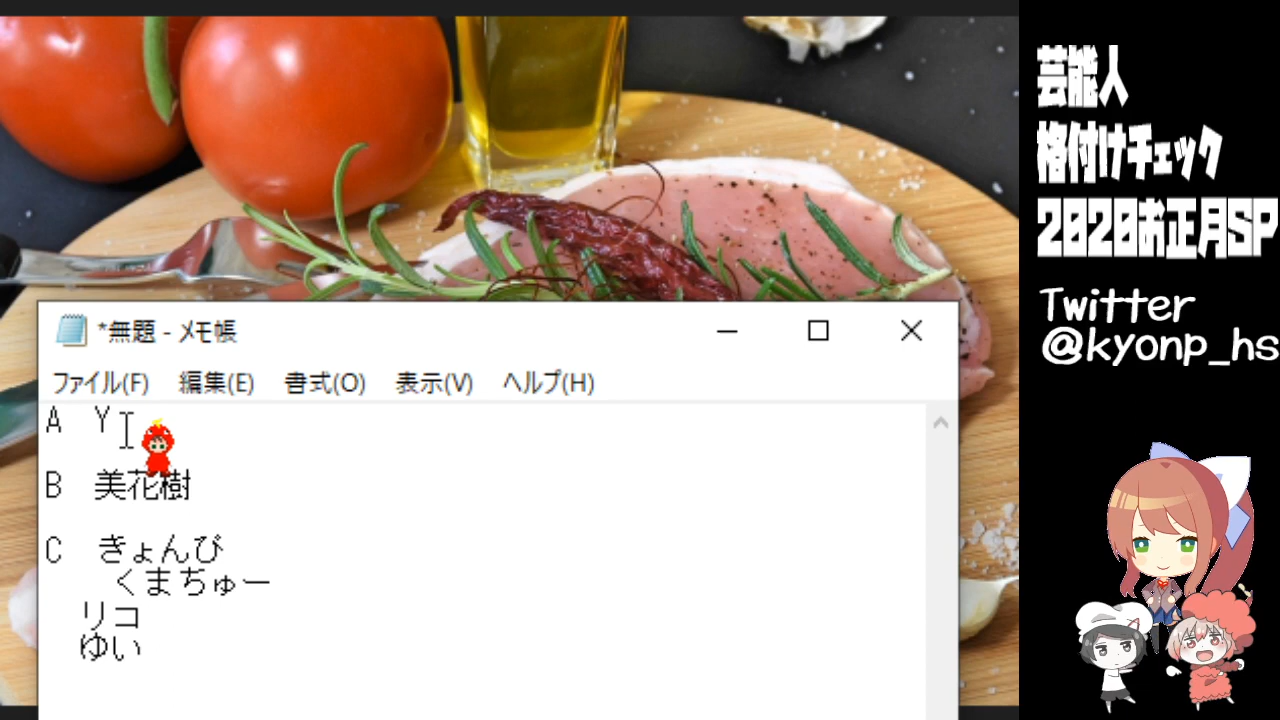 芸能人
格付けチェック
2020お正月SP
Twitter
@kyonp_hs
*無題 - メモ帳
ファイル(F) 編集(E) 書式(O) 表示(V) ヘルプ(H)
A Y
B 美花樹
C きょんぴ
くまぢゅー
リコ
ゆい